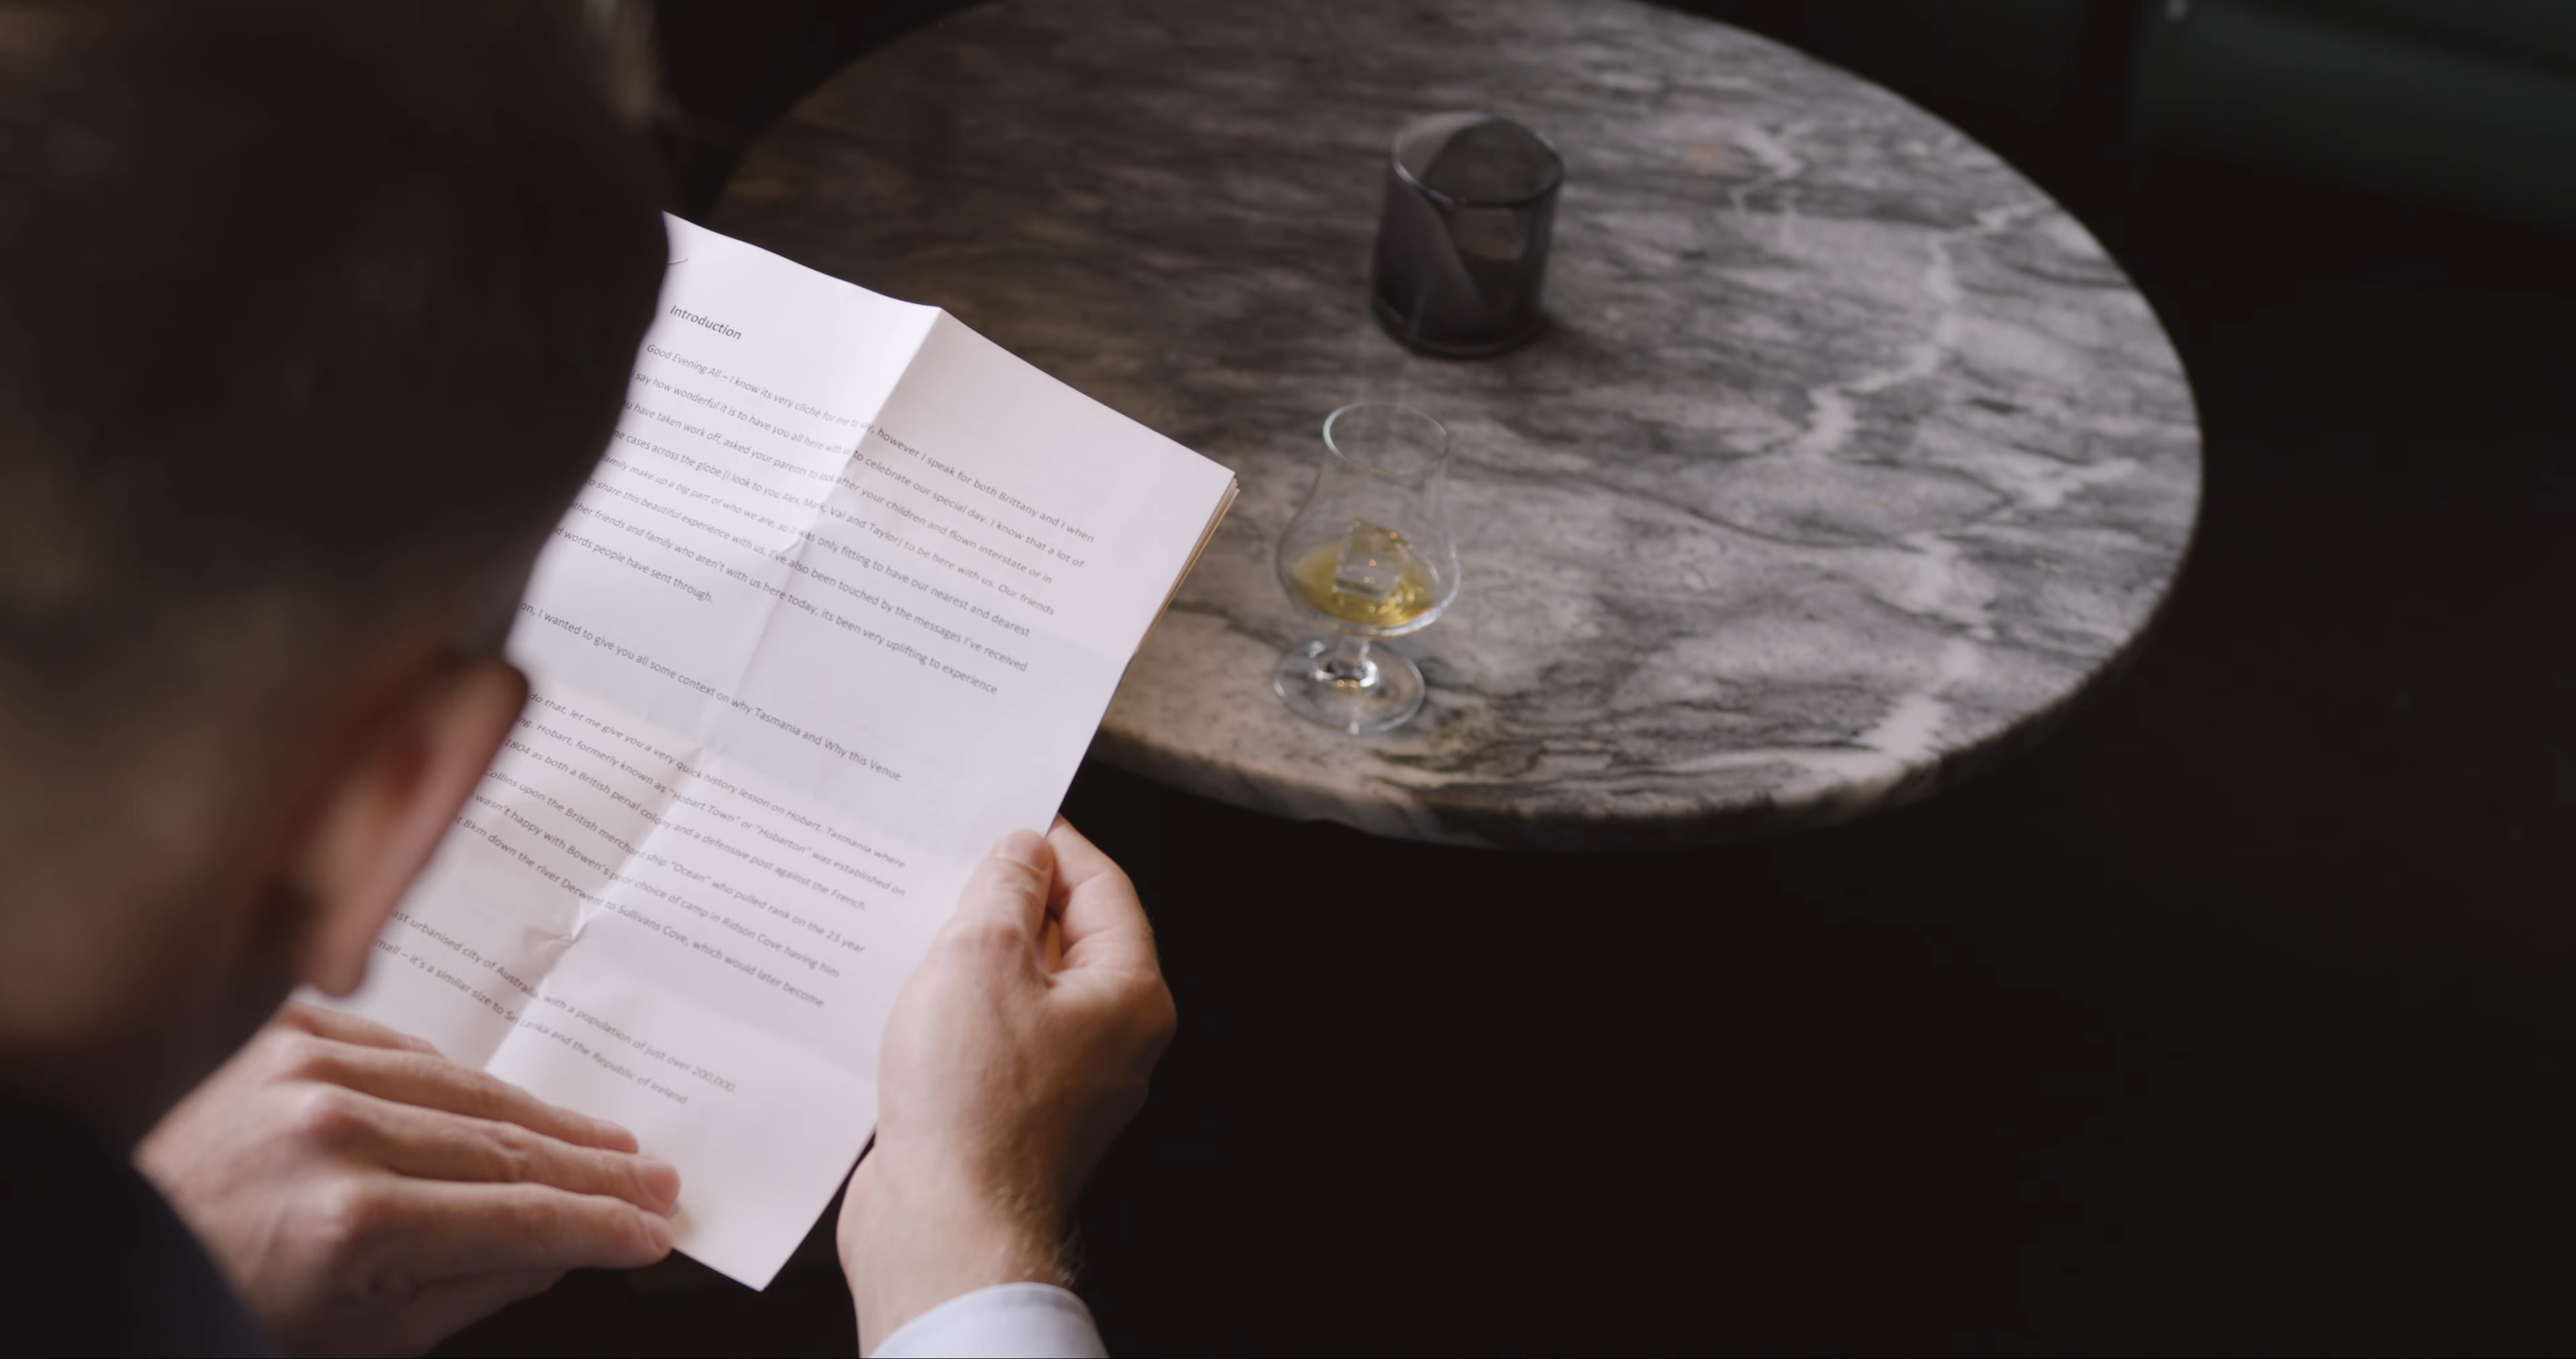 Introduction
Good Evening All – I know its very cliché for me to say, however I speak for both Brittany and I when
say how wonderful it is to have you all here with us to celebrate our special day. I know that a lot of
have taken work off, asked your parents to look after your children and flown interstate or in
cases across the globe (I look to you Alex, Max, Val and Taylor) to be here with us. Our friends
family make up a big part of who we are, so it was only fitting to have our nearest and dearest
share this beautiful experience with us. I've also been touched by the messages I've received
friends and family who aren't with us here today, its been very uplifting to experience
words people have sent through.
on, I wanted to give you all some context on why Tasmania and Why this Venue.
do that, let me give you a very quick history lesson on Hobart, Tasmania where
Hobart, formerly known as "Hobart Town" or "Hobarton" was established on
1804 as both a British penal colony and a defensive post against the French.
Collins upon the British merchant ship "Ocean" who pulled rank on the 23 year
wasn't happy with Bowen's poor choice of camp in Ridson Cove having him
8km down the river Derwent to Sullivans Cove, which would later become
urbanised city of Australia, with a population of just over 200,000.
– it's a similar size to Sri Lenka and the Republic of Ireland.